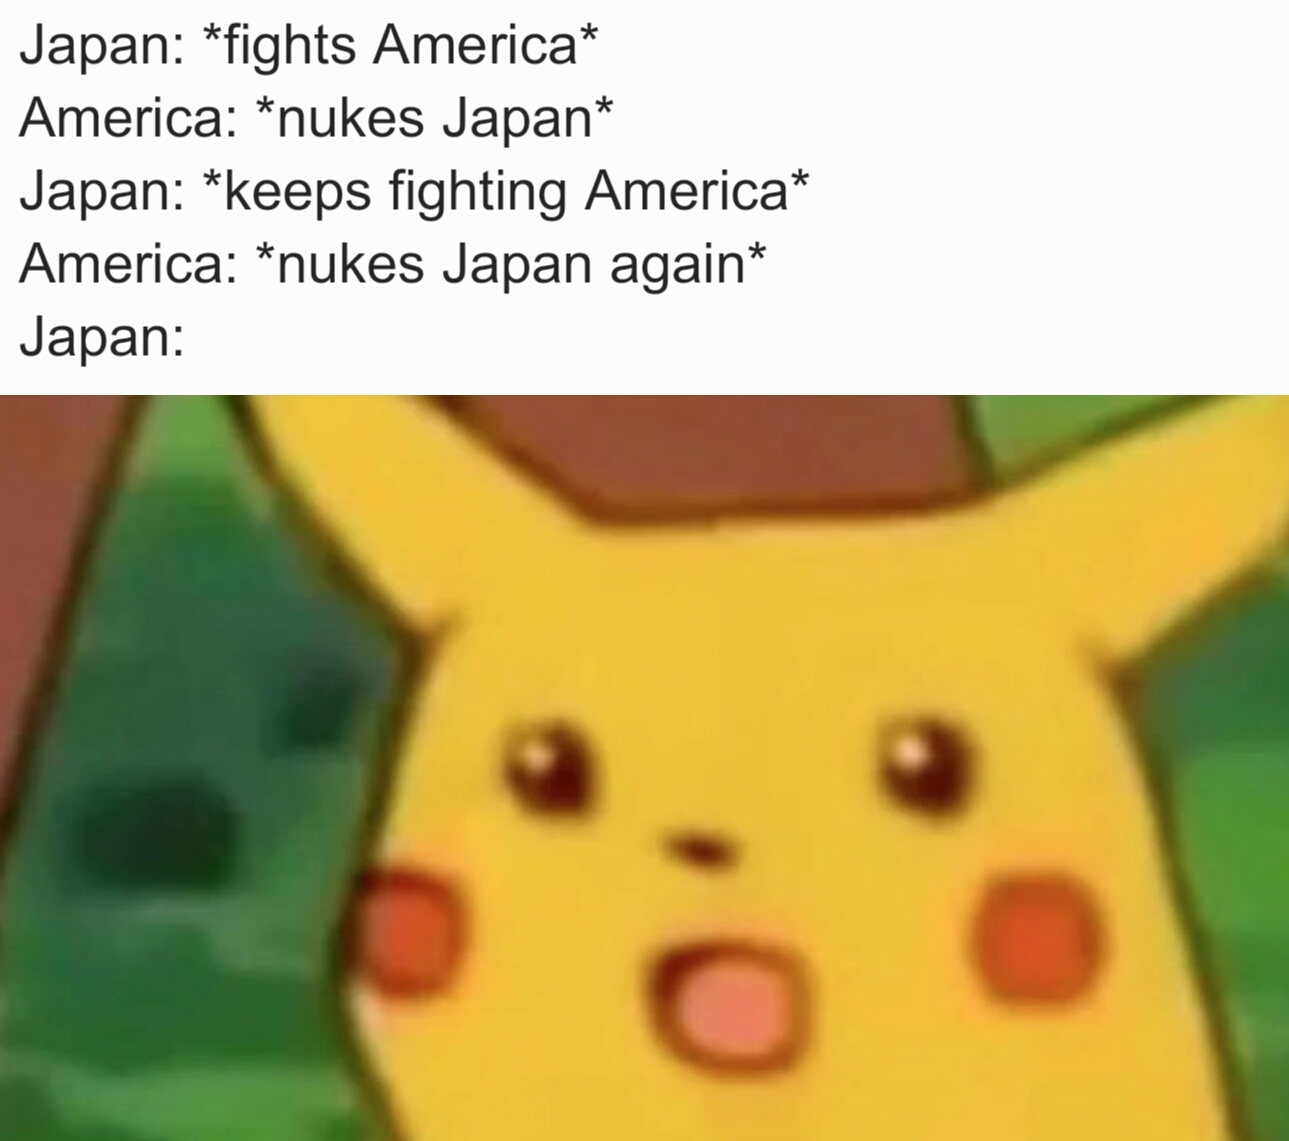 Japan: *fights America*
America: *nukes Japan*
Japan: *keeps fighting America*
America: *nukes Japan again*
Japan: